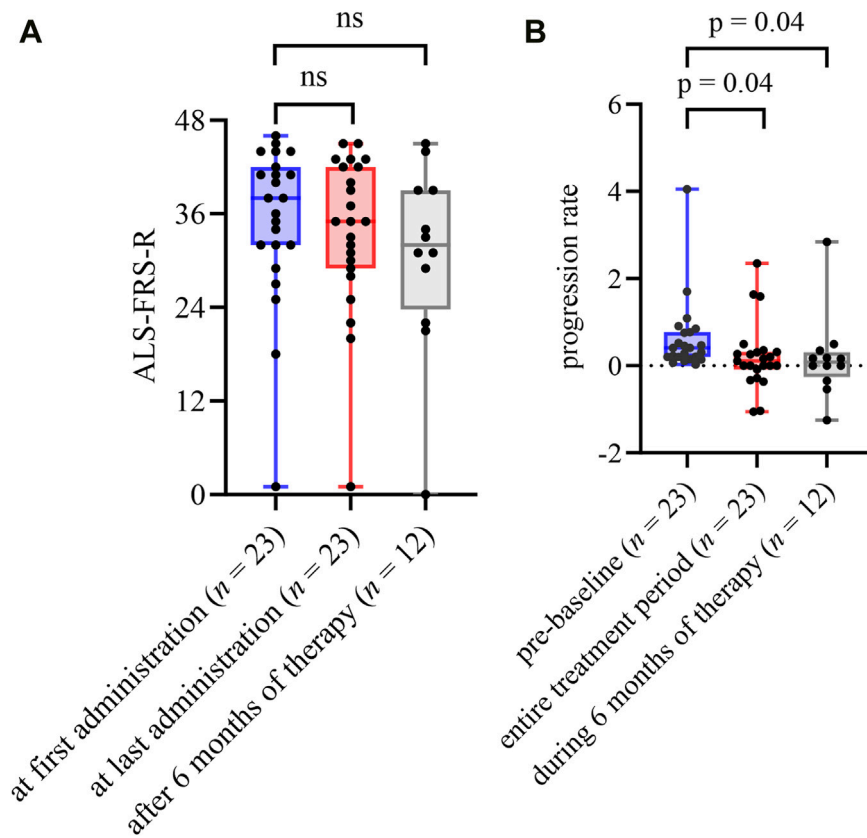 A
ns
ns
48
36
24
12
0
ALS-FRS-R
at first administration (n = 23)
at last administration (n = 23)
after 6 months of therapy (n = 12)
B
p = 0.04
p = 0.04
6
4
2
0
-2
progression rate
pre-baseline (n = 23)
entire treatment period (n = 23)
during 6 months of therapy (n = 12)